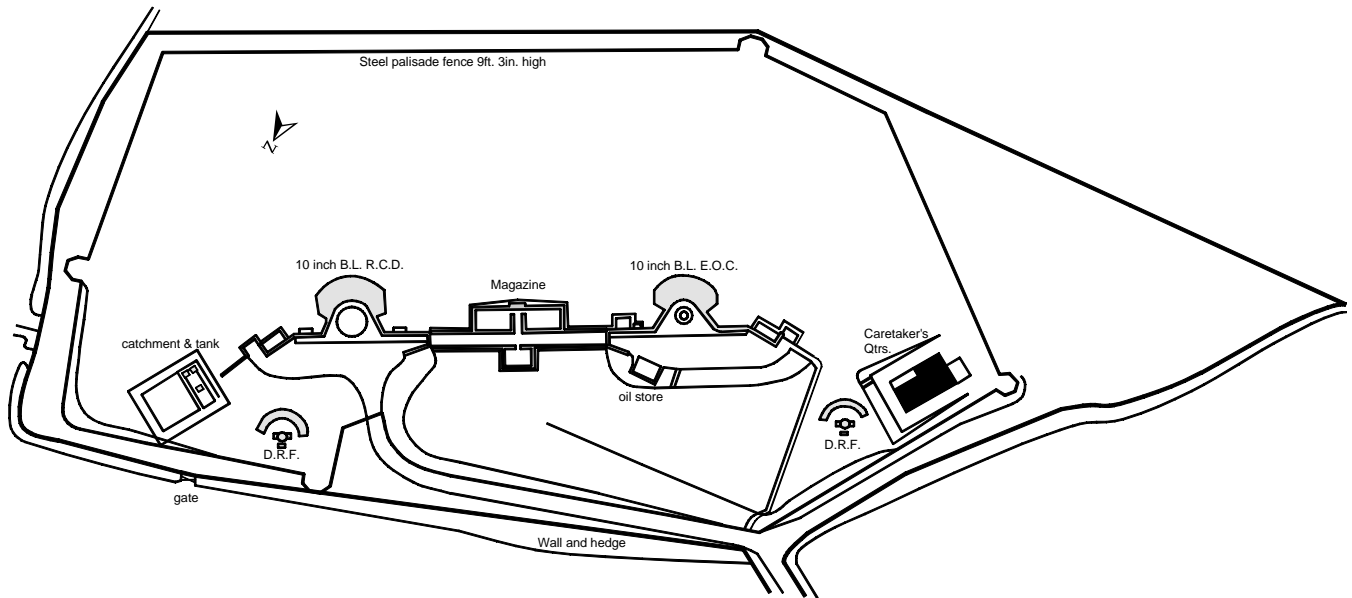 Steel palisade fence 9ft. 3in. high
N
10 inch B.L. R.C.D.
10 inch B.L. E.O.C.
Magazine
catchment & tank
Caretaker's
Qtrs.
oil store
D.R.F.
D.R.F.
gate
Wall and hedge